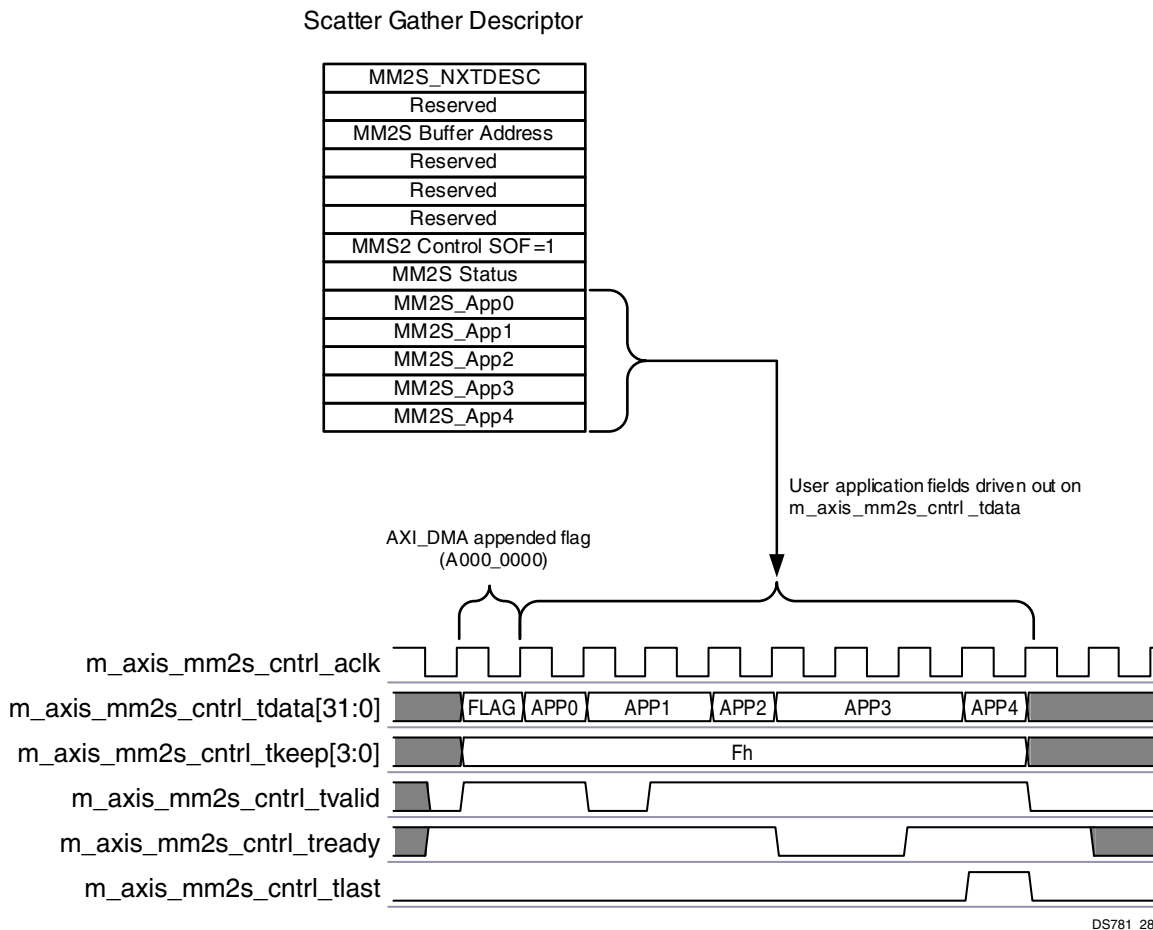 Scatter Gather Descriptor
MM2S_NXTDESC
Reserved
MM2S Buffer Address
Reserved
Reserved
Reserved
MMS2 Control SOF=1
MM2S Status
MM2S_App0
MM2S_App1
MM2S_App2
MM2S_App3
MM2S_App4
User application fields driven out on
m_axis_mm2s_cntrl _tdata
AXI_DMA appended flag
(A000_0000)
m_axis_mm2s_cntrl_aclk
m_axis_mm2s_cntrl_tdata[31:0] FLAG APP0 APP1 APP2 APP3 APP4
m_axis_mm2s_cntrl_tkeep[3:0] Fh
m_axis_mm2s_cntrl_tvalid
m_axis_mm2s_cntrl_tready
m_axis_mm2s_cntrl_tlast
DS781_28